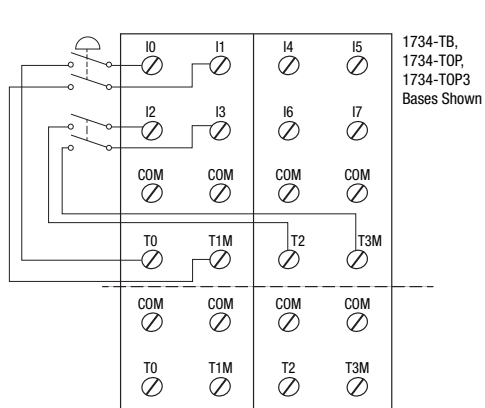 I0 I1 I4 I5
1734-TB,
1734-TOP,
1734-TOP3
Bases Shown
I2 I3 I6 I7
COM COM COM COM
T0 T1M T2 T3M
COM COM COM COM
T0 T1M T2 T3M